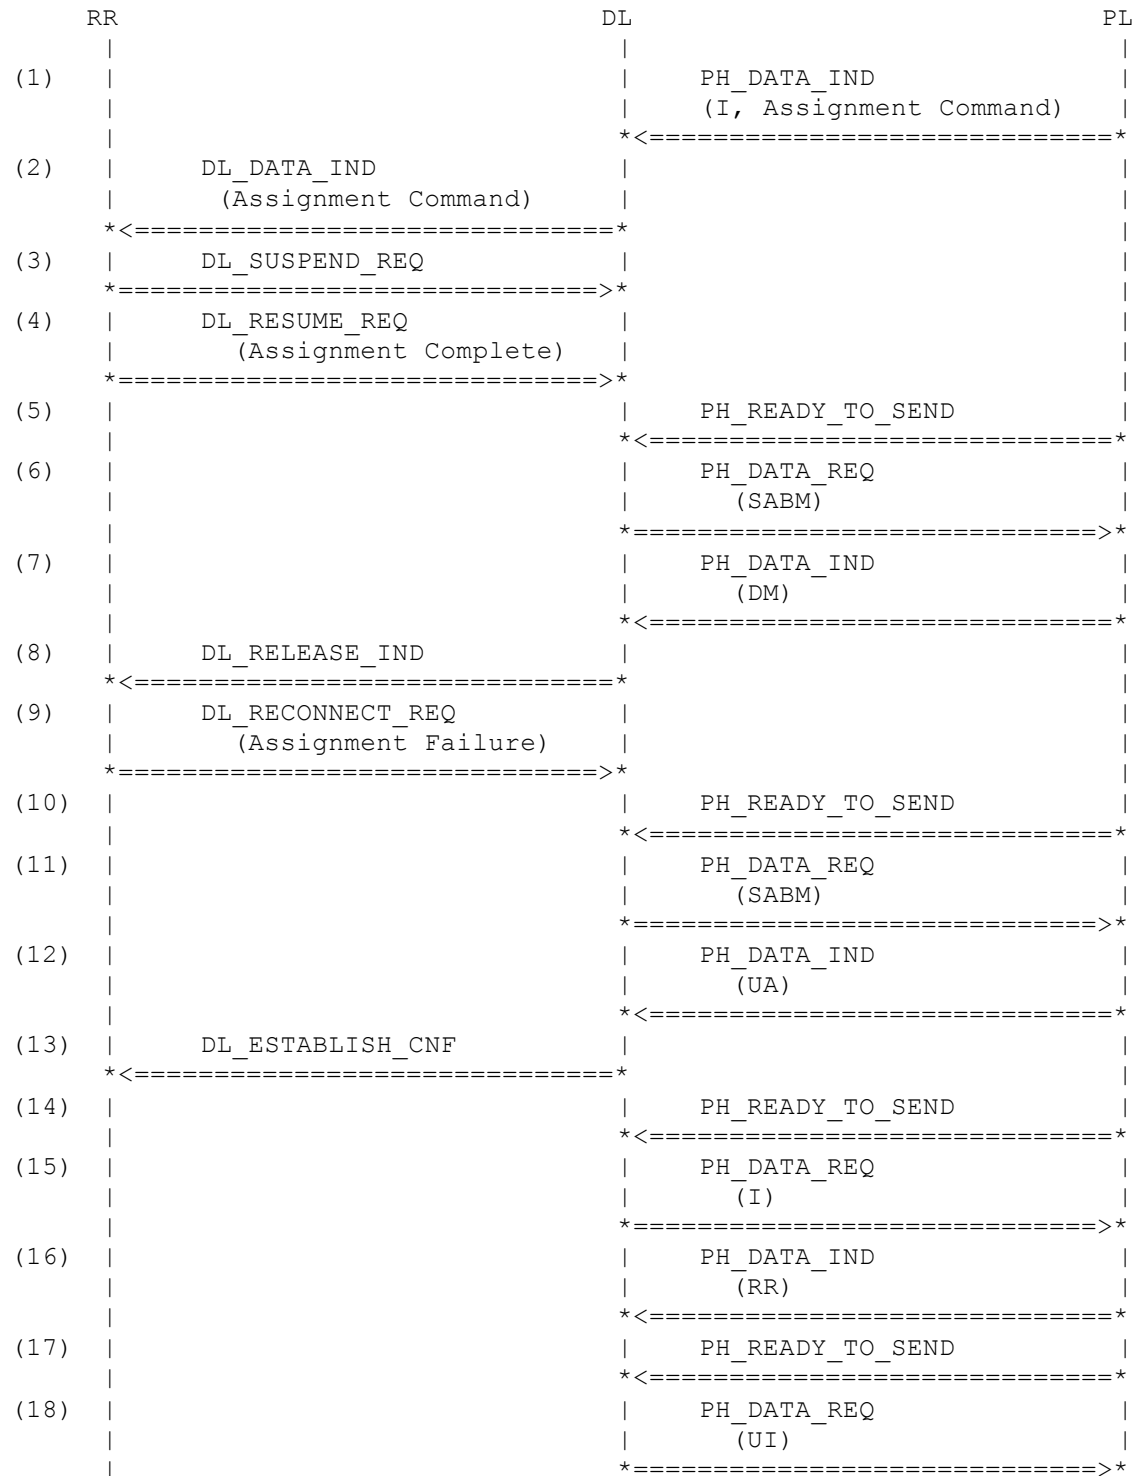 RR DL PL
(1) PH_DATA_IND
(I, Assignment Command)
(2) DL_DATA_IND
(Assignment Command)
(3) DL_SUSPEND_REQ
(4) DL_RESUME_REQ
(Assignment Complete)
(5) PH_READY_TO_SEND
(6) PH_DATA_REQ
(SABM)
(7) PH_DATA_IND
(DM)
(8) DL_RELEASE_IND
(9) DL_RECONNECT_REQ
(Assignment Failure)
(10) PH_READY_TO_SEND
(11) PH_DATA_REQ
(SABM)
(12) PH_DATA_IND
(UA)
(13) DL_ESTABLISH_CNF
(14) PH_READY_TO_SEND
(15) PH_DATA_REQ
(I)
(16) PH_DATA_IND
(RR)
(17) PH_READY_TO_SEND
(18) PH_DATA_REQ
(UI)